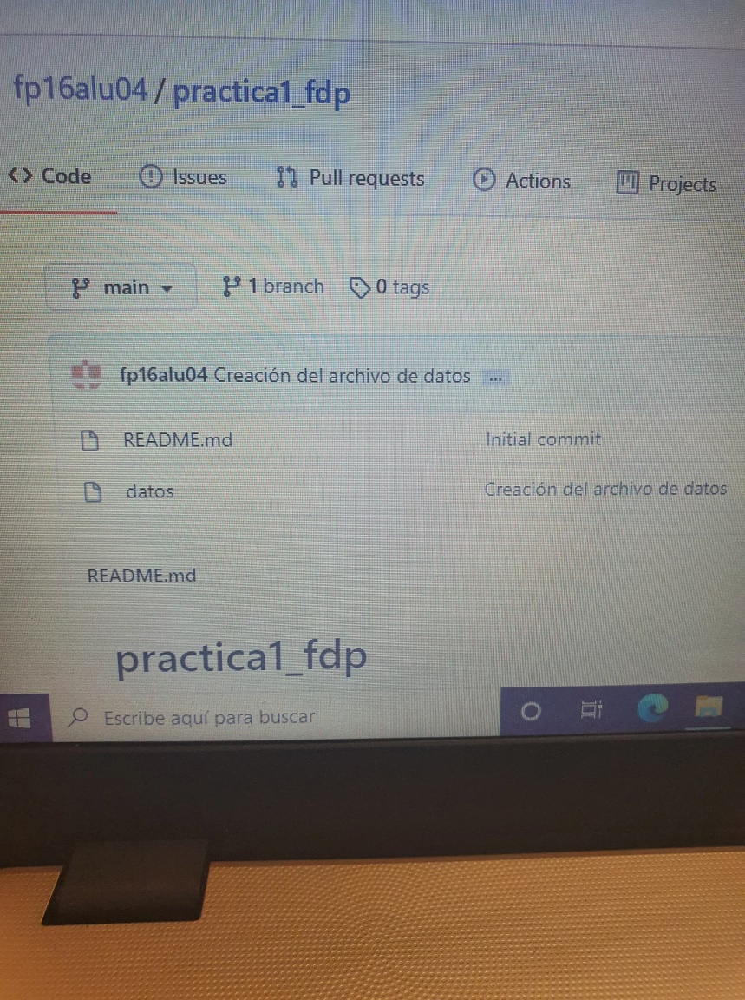 fp16alu04 / practica1_fdp
Code Issues Pull requests Actions Projects
main 1 branch 0 tags
fp16alu04 Creación del archivo de datos ...
README.md Initial commit
datos Creación del archivo de datos
README.md
practica1_fdp
Escribe aquí para buscar